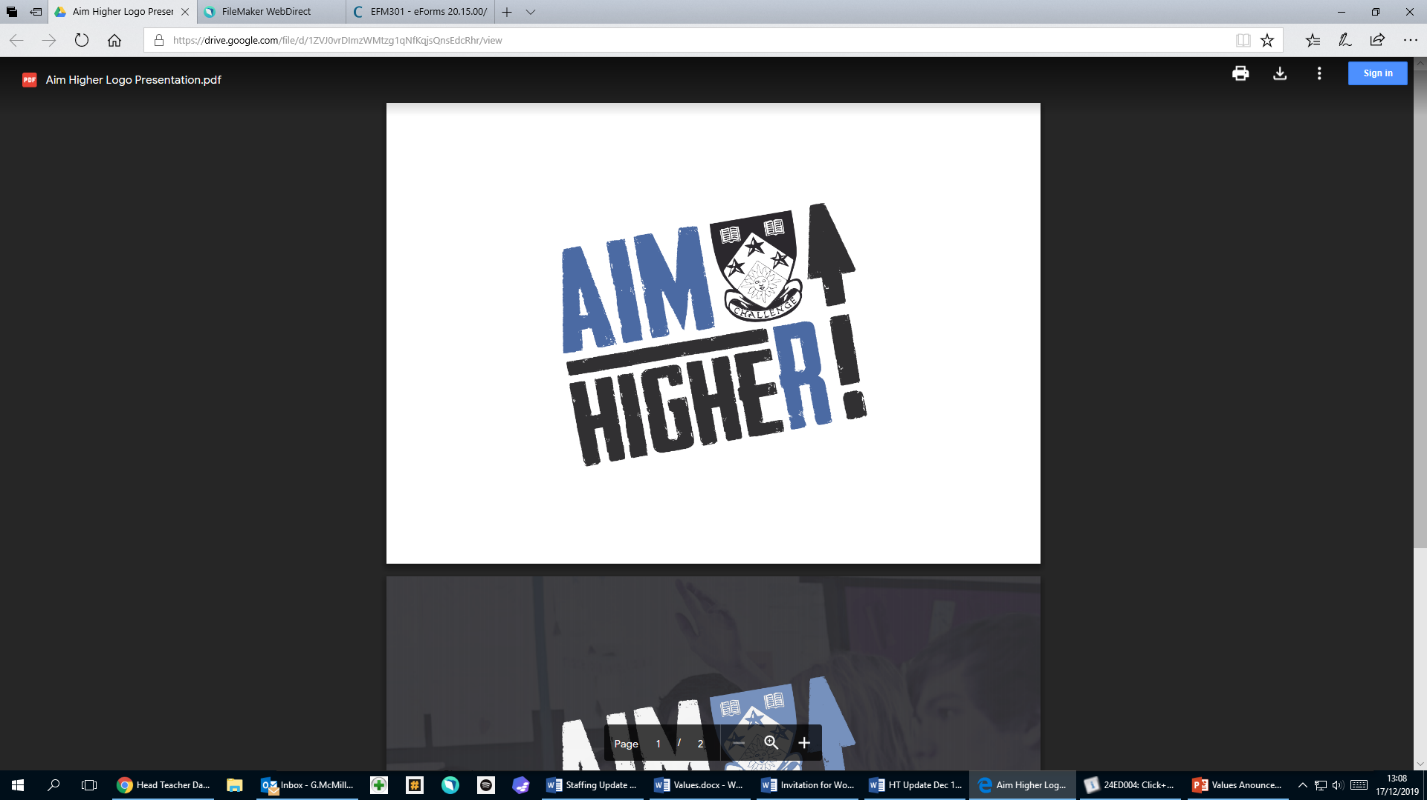 Aim Higher Logo Preser
FileMaker WebDirect
EFM301 - eForms 20.15.00/
https://drive.google.com/file/d/1ZVJ0vrDImzWMtzg1qNfKqjsQnsEdcRhr/view
PDF
Aim Higher Logo Presentation.pdf
Sign in
AIM
CHALLENGE
HIGHER!
AIM
Page 1 / 2
Head Teacher Da...
Inbox - G.McMill...
Staffing Update ...
Values.docx - W...
Invitation for Wo...
HT Update Dec 1...
Aim Higher Log...
24ED004: Click+...
Values Anounce...
13:08
17/12/2019